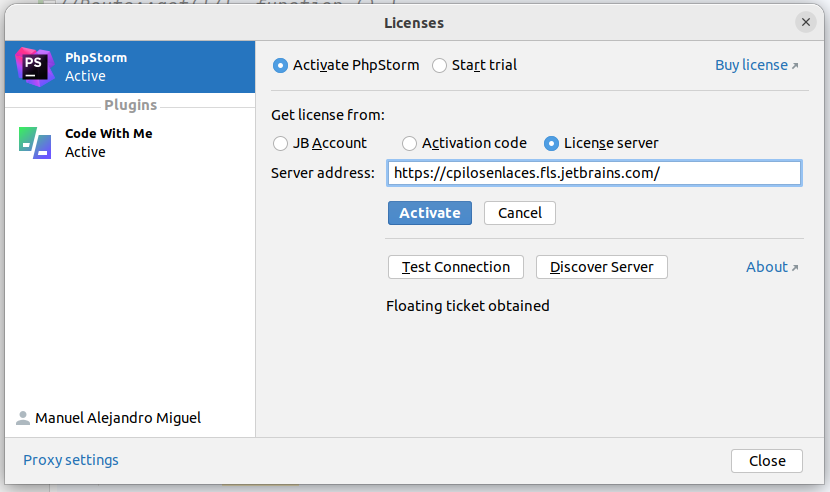 Licenses
PhpStorm
Active
Plugins
Code With Me
Active
Manuel Alejandro Miguel
Activate PhpStorm
Start trial
Buy license
Get license from:
JB Account
Activation code
License server
Server address:
https://cpilosenlaces.fls.jetbrains.com/
Activate
Cancel
Test Connection
Discover Server
About
Floating ticket obtained
Proxy settings
Close
PS